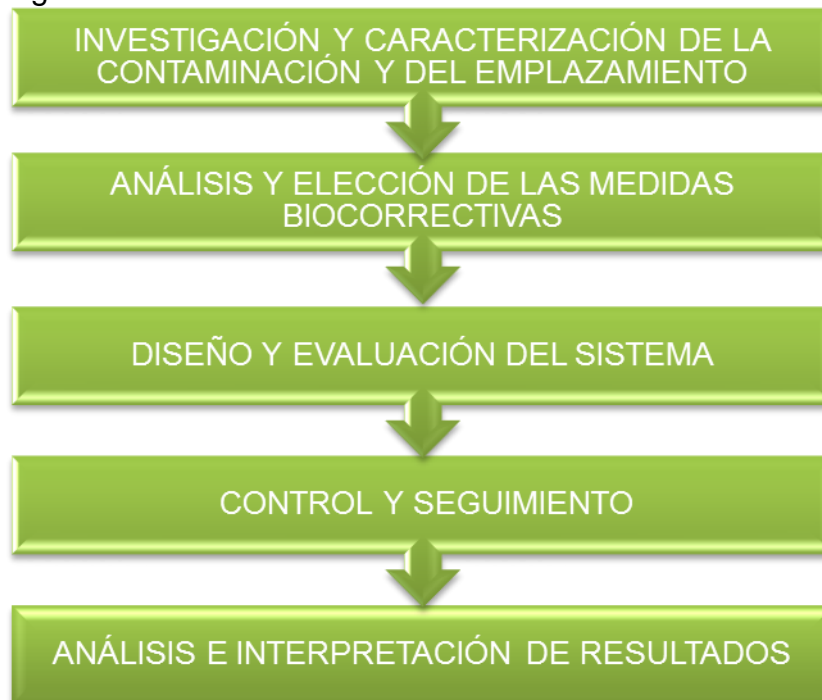 INVESTIGACIÓN Y CARACTERIZACIÓN DE LA
CONTAMINACIÓN Y DEL EMPLAZAMIENTO
ANÁLISIS Y ELECCIÓN DE LAS MEDIDAS
BIOCORRECTIVAS
DISEÑO Y EVALUACIÓN DEL SISTEMA
CONTROL Y SEGUIMIENTO
ANÁLISIS E INTERPRETACIÓN DE RESULTADOS